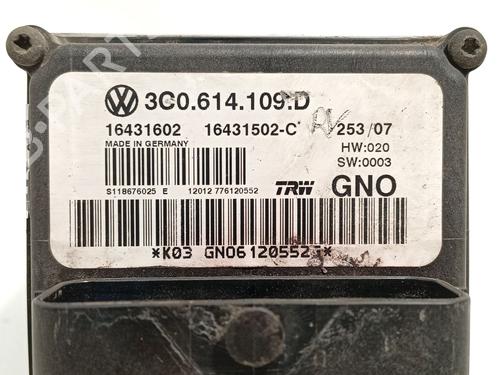 3C0.614.109.D
16431602 16431502-C 253/07
MADE IN GERMANY HW:020
SW:0003
S118676025 E 12012 776120552 TRW GNO
*K03 GNO6120552